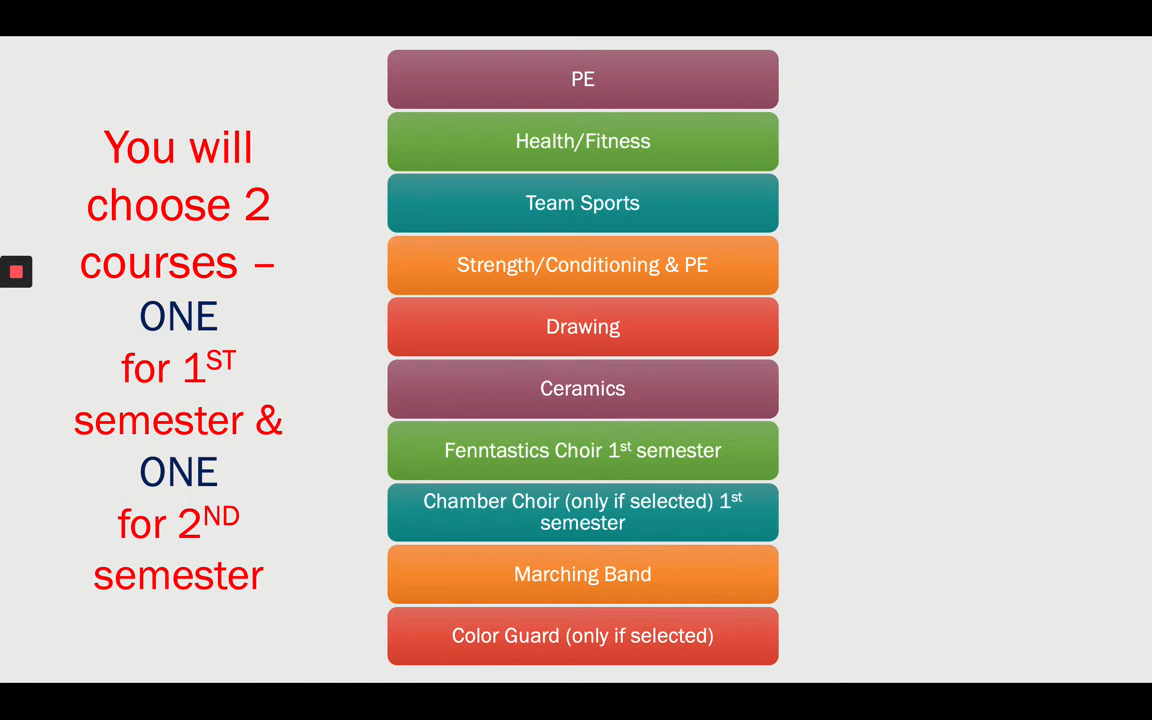 You will
choose 2
courses –
ONE
for 1ST
semester &
ONE
for 2ND
semester
PE
Health/Fitness
Team Sports
Strength/Conditioning & PE
Drawing
Ceramics
Fenntastics Choir 1st semester
Chamber Choir (only if selected) 1st
semester
Marching Band
Color Guard (only if selected)